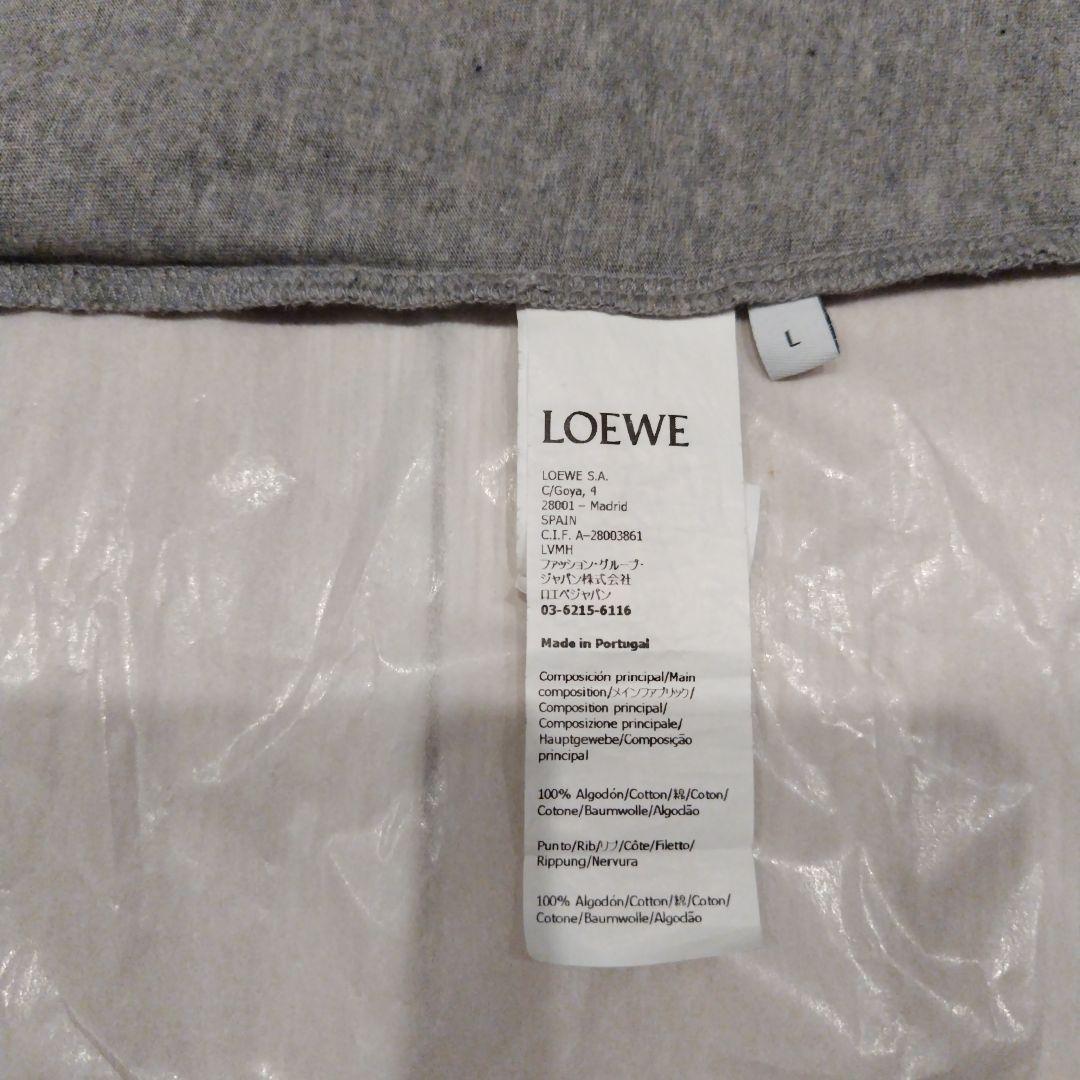 L
LOEWE
LOEWE S.A.
C/Goya, 4
28001 – Madrid
SPAIN
C.I.F. A-28003861
LVMH
ファッション・グループ・
ジャパン株式会社
ロエベジャパン
03-6215-6116
Made in Portugal
Composición principal/Main
composition/メインファブリック/
Composition principal/
Composizione principale/
Hauptgewebe/Composição
principal
100% Algodón/Cotton/綿/Coton/
Cotone/Baumwolle/Algodão
Punto/Rib/リブ/Côte/Filetto/
Rippung/Nervura
100% Algodón/Cotton/綿/Coton/
Cotone/Baumwolle/Algodão